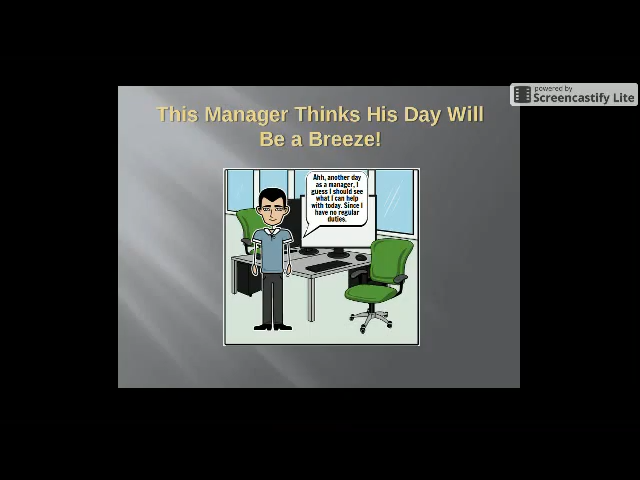 powered by
Screencastify Lite
This Manager Thinks His Day Will
Be a Breeze!
Ahh, another day
as a manager, I
guess I should see
what I can help
with today. Since I
have no regular
duties.